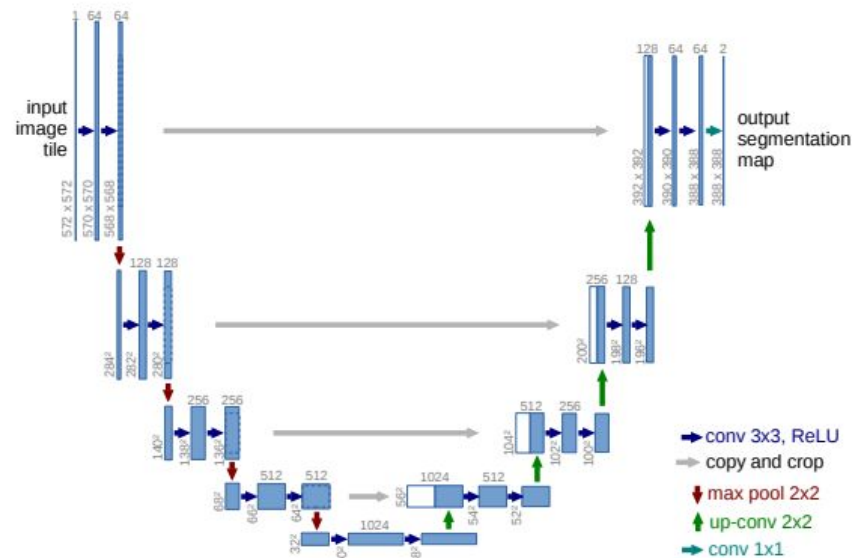 1
64
64
input
image
tile
572 x 572
570 x 570
568 x 568
128
64
64
2
output
segmentation
map
392 x 392
390 x 390
388 x 388
388 x 388
128
128
284²
282²
280²
256
128
200²
198²
196²
256
256
140²
138²
136²
512
256
104²
102²
100²
512
512
68²
66²
64²
1024
512
56²
54²
52²
1024
32²
0²
8²
conv 3x3, ReLU
copy and crop
max pool 2x2
up-conv 2x2
conv 1x1